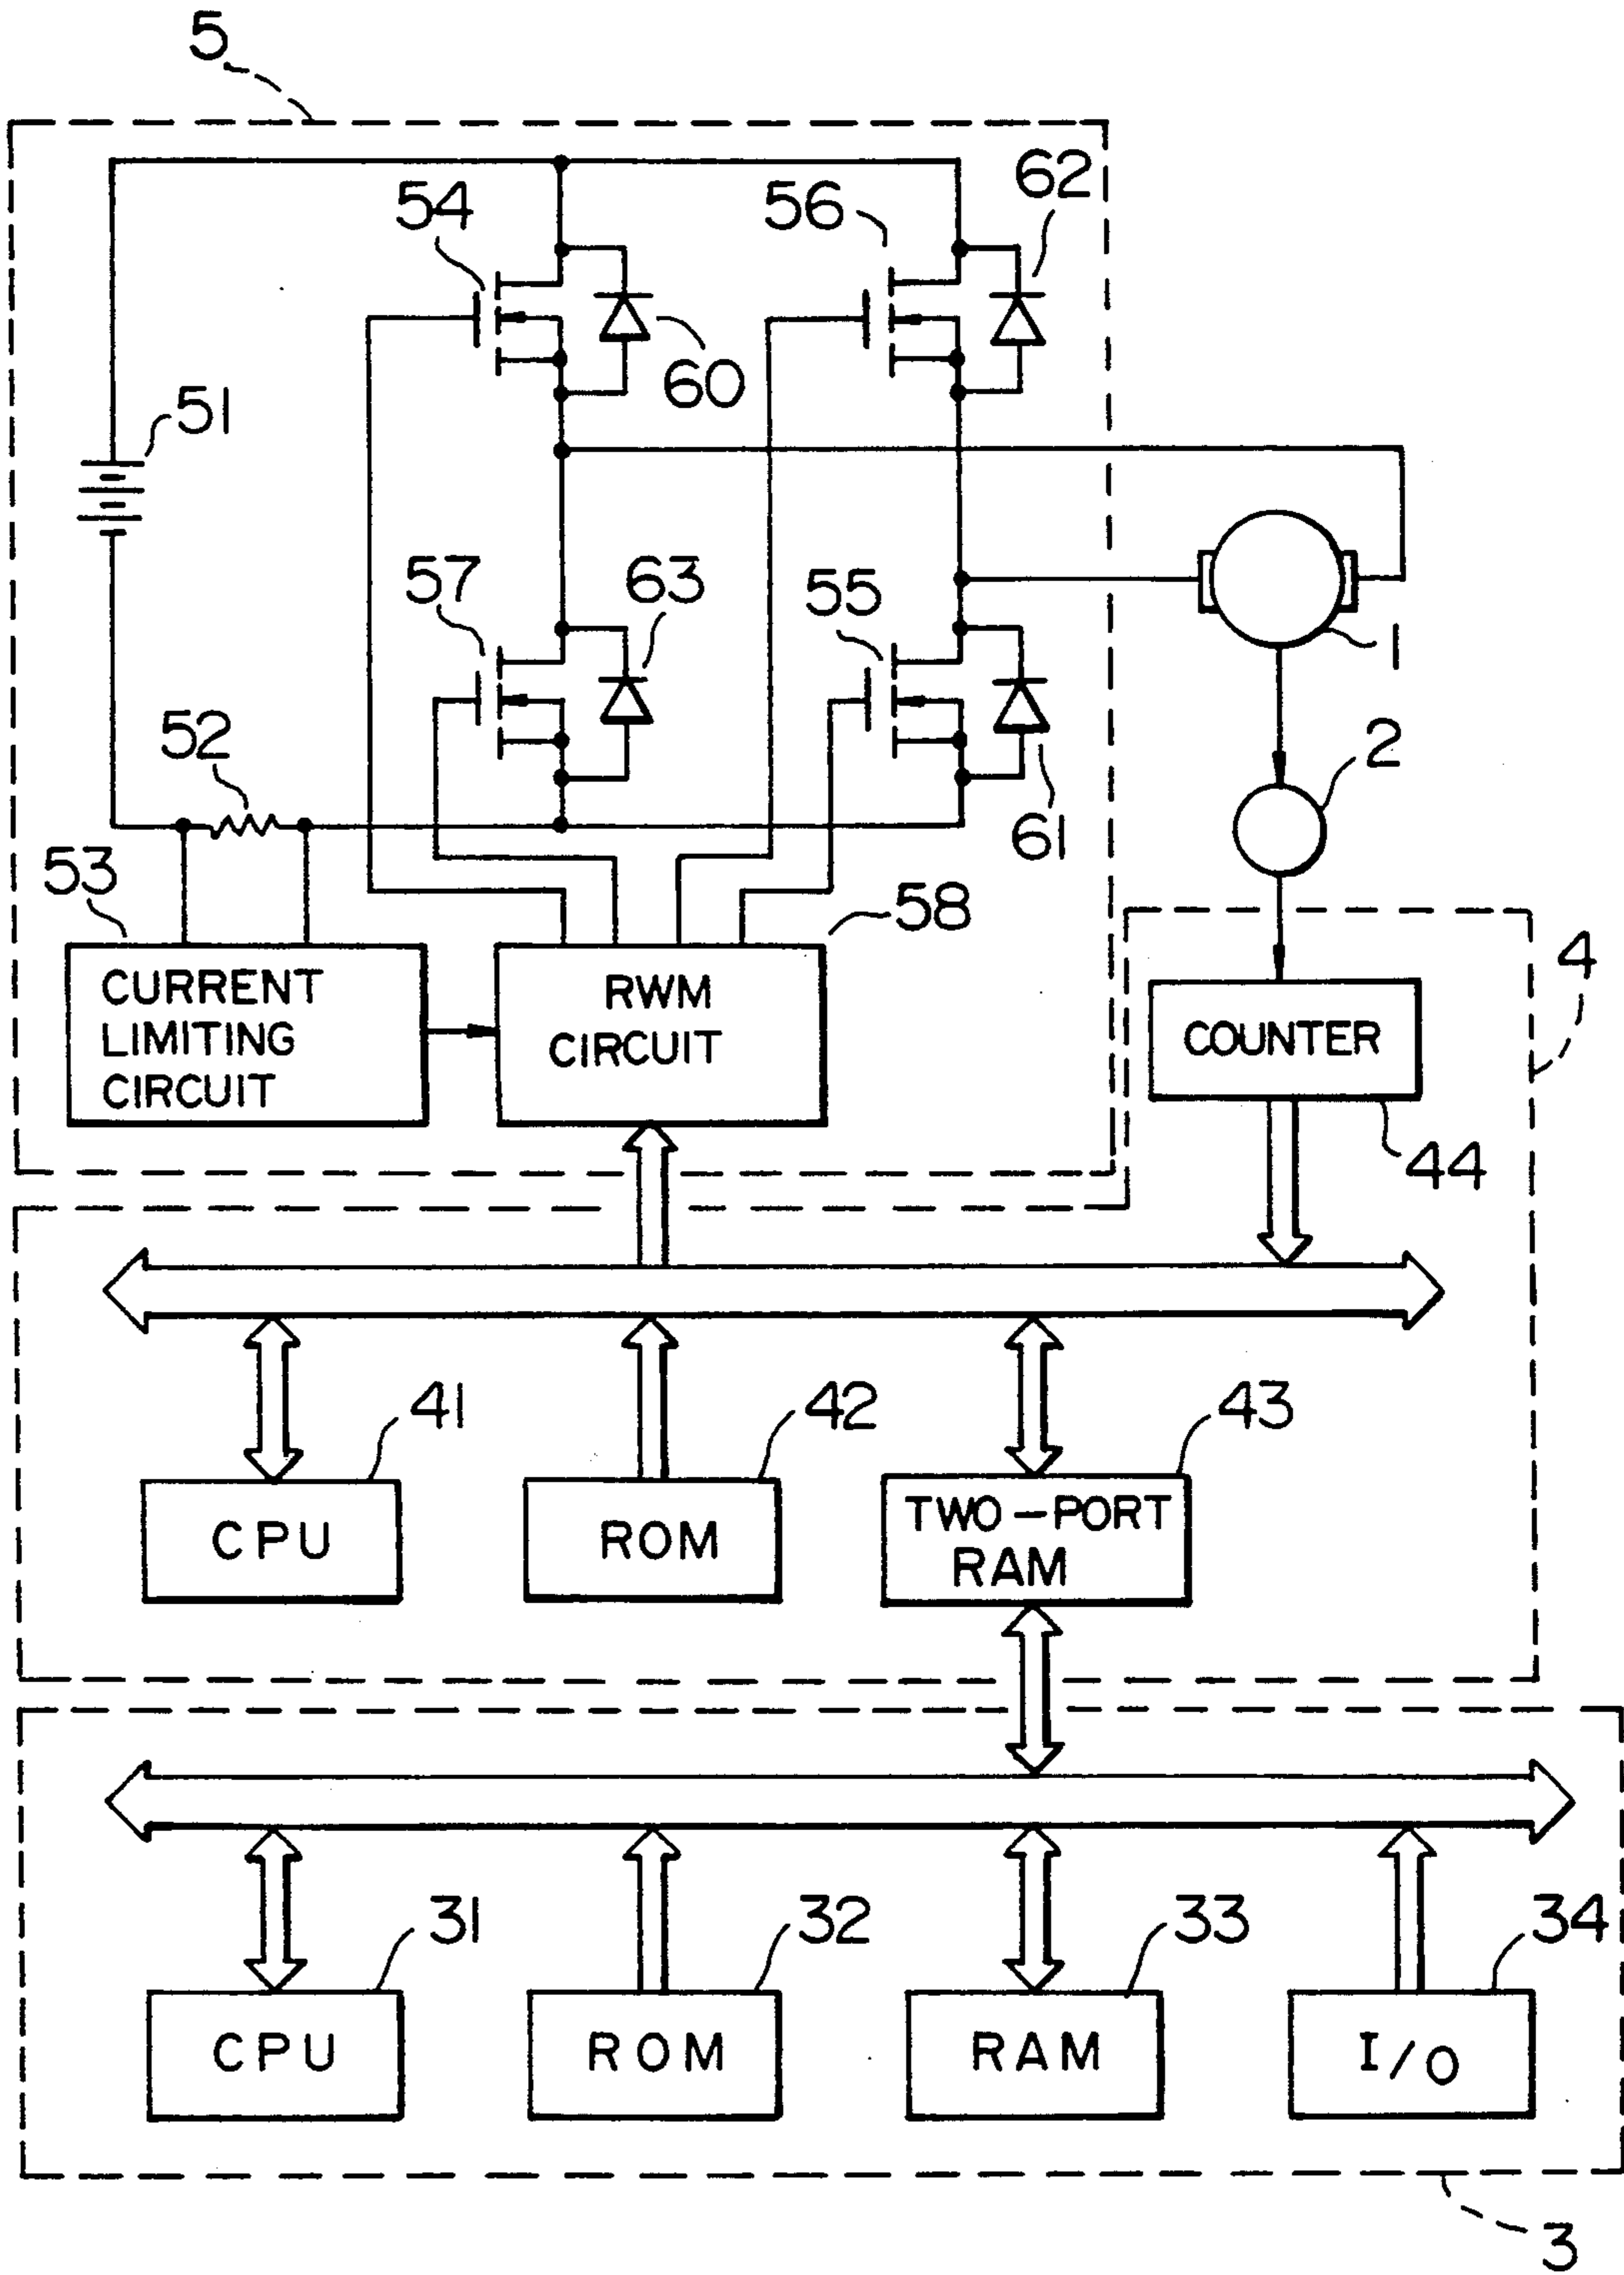 5
54
56
62
60
51
57
63
55
1
52
2
61
53
58
4
CURRENT
LIMITING
CIRCUIT
RWM
CIRCUIT
COUNTER
44
41
42
43
CPU
ROM
TWO-PORT
RAM
31
32
33
34
CPU
ROM
RAM
I/O
3